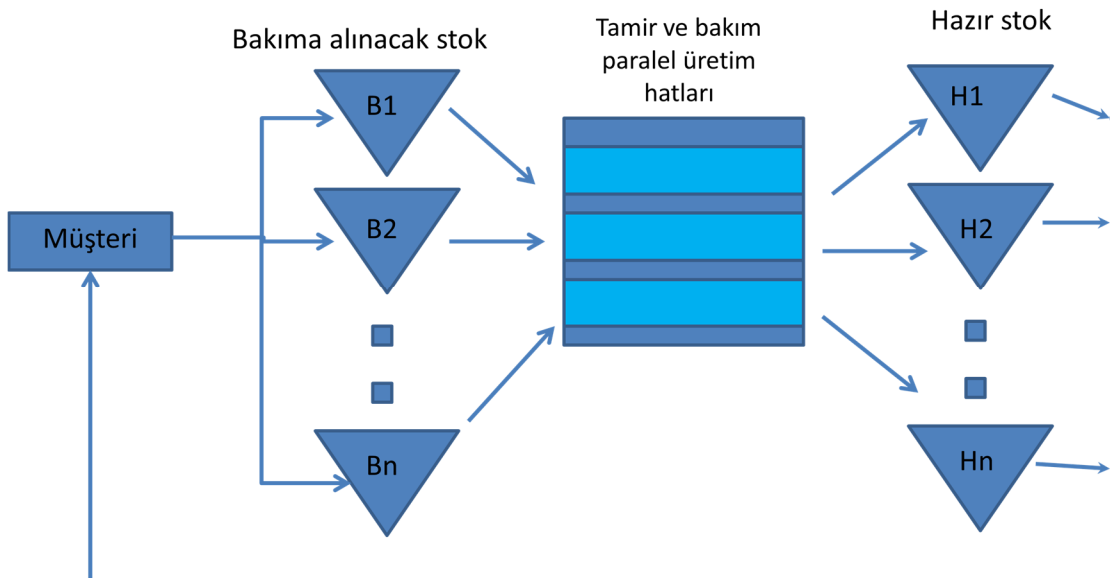 Bakıma alınacak stok
Tamir ve bakım
paralel üretim
hatları
Hazır stok
B1
H1
Müşteri
B2
H2
Bn
Hn